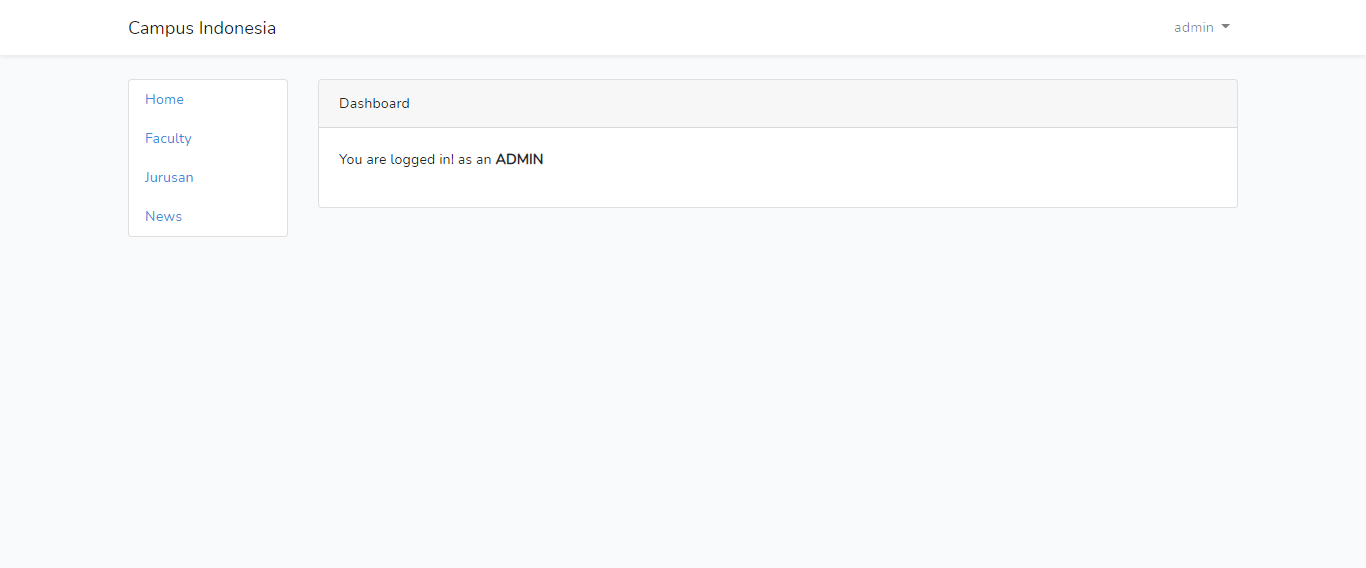 Campus Indonesia
admin
Home
Faculty
Jurusan
News
Dashboard
You are logged in! as an ADMIN